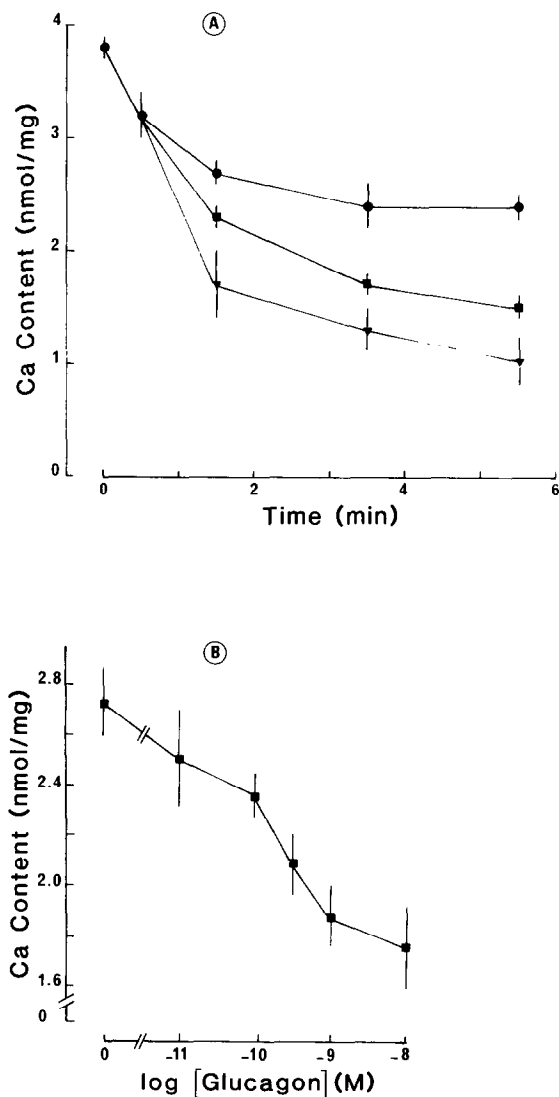 A
Ca Content (nmol/mg)
4
3
2
1
0
0 2 4 6
Time (min)
B
Ca Content (nmol/mg)
2.8
2.4
2.0
1.6
0
0 -11 -10 -9 -8
log [Glucagon] (M)